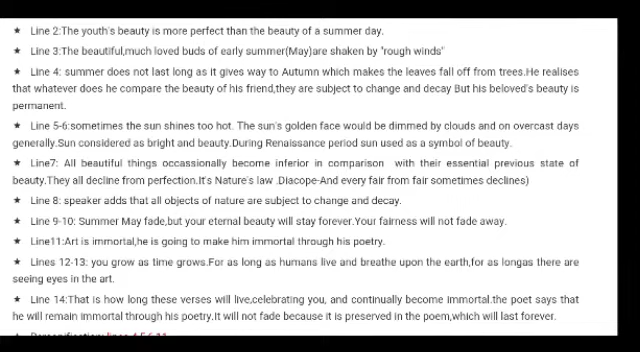 ★ Line 2:The youth's beauty is more perfect than the beauty of a summer day.
★ Line 3:The beautiful,much loved buds of early summer(May)are shaken by "rough winds"
★ Line 4: summer does not last long as it gives way to Autumn which makes the leaves fall off from trees.He realises
that whatever does he compare the beauty of his friend,they are subject to change and decay But his beloved's beauty is
permanent.
★ Line 5-6:sometimes the sun shines too hot. The sun's golden face would be dimmed by clouds and on overcast days
generally.Sun considered as bright and beauty.During Renaissance period sun used as a symbol of beauty.
★ Line7: All beautiful things occassionally become inferior in comparison with their essential previous state of
beauty.They all decline from perfection.It's Nature's law .Diacope-And every fair from fair sometimes declines)
★ Line 8: speaker adds that all objects of nature are subject to change and decay.
★ Line 9-10: Summer May fade,but your eternal beauty will stay forever.Your fairness will not fade away.
★ Line11:Art is immortal,he is going to make him immortal through his poetry.
★ Lines 12-13: you grow as time grows.For as long as humans live and breathe upon the earth,for as longas there are
seeing eyes in the art.
★ Line 14:That is how long these verses will live,celebrating you, and continually become immortal.the poet says that
he will remain immortal through his poetry.It will not fade because it is preserved in the poem,which will last forever.